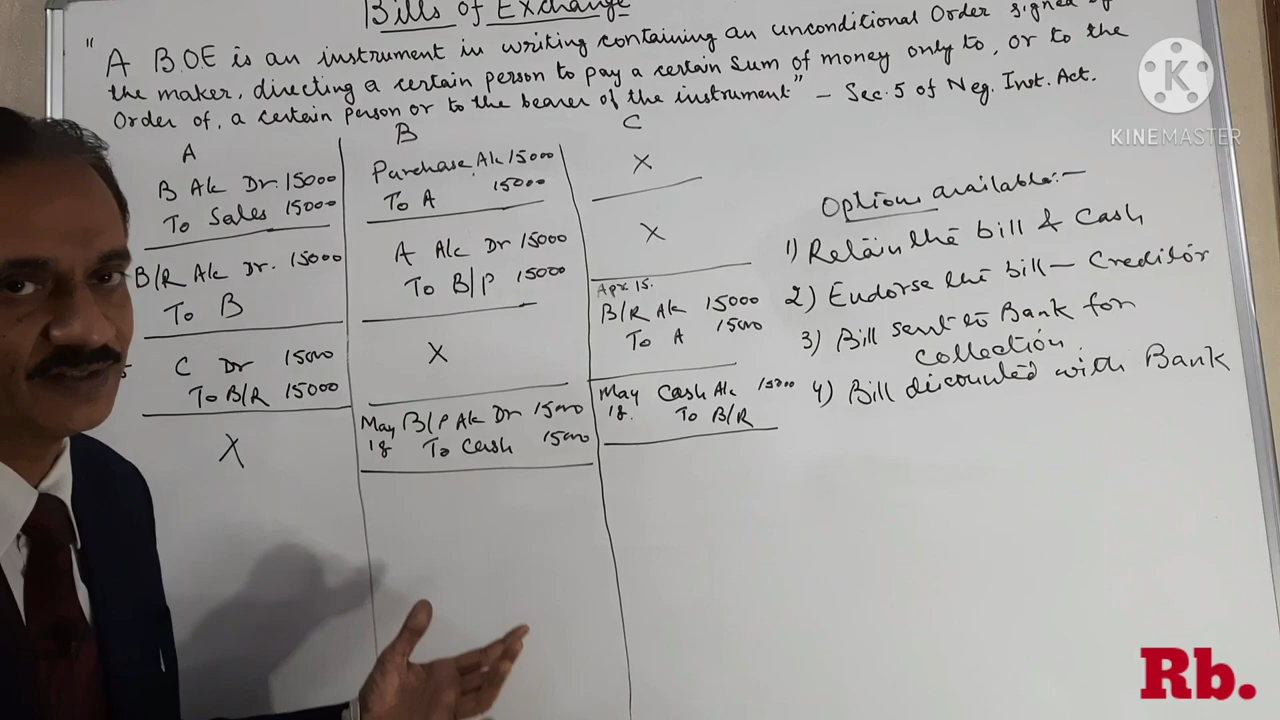 Bills of Exchange
" A B.OE is an instrument in writing containing an unconditional Order signed by
the maker, directing a certain person to pay a certain sum of money only to, or to the
Order of, a certain person or to the bearer of the instrument" - Sec. 5 of Neg. Inst. Act.
A
B A/c Dr. 15000
To Sales 15000
B/R A/c Dr. 15000
To B
C Dr 15000
To B/R 15000
X
B
Purchase A/c 15000
To A 15000
A A/c Dr 15000
To B/P 15000
X
May B/P A/c Dr 15000
18 To Cash 15000
C
X
X
Apr 15.
B/R A/c 15000
To A 15000
May Cash A/c 15000
18. To B/R
Options available:-
1) Retain the bill & Cash
2) Endorse the bill - Creditor
3) Bill sent to Bank for
Collection
4) Bill discounted with Bank
K
KINEMASTER
Rb.